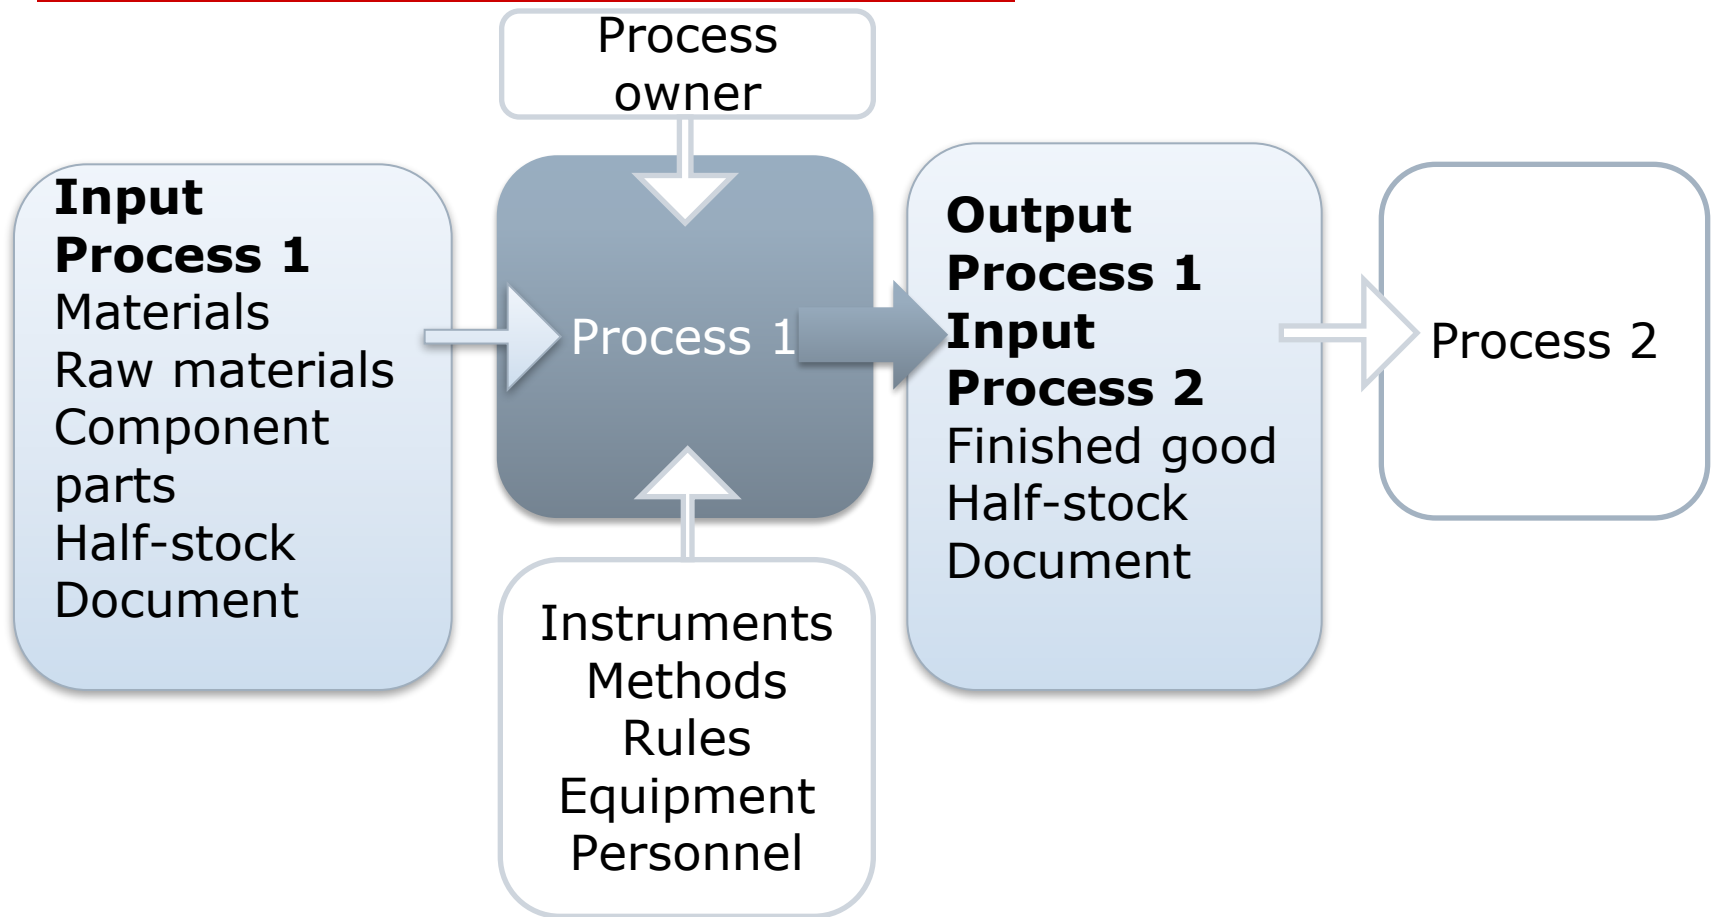 Process
owner
Input
Process 1
Materials
Raw materials
Component
parts
Half-stock
Document
Process 1
Output
Process 1
Input
Process 2
Finished good
Half-stock
Document
Process 2
Instruments
Methods
Rules
Equipment
Personnel